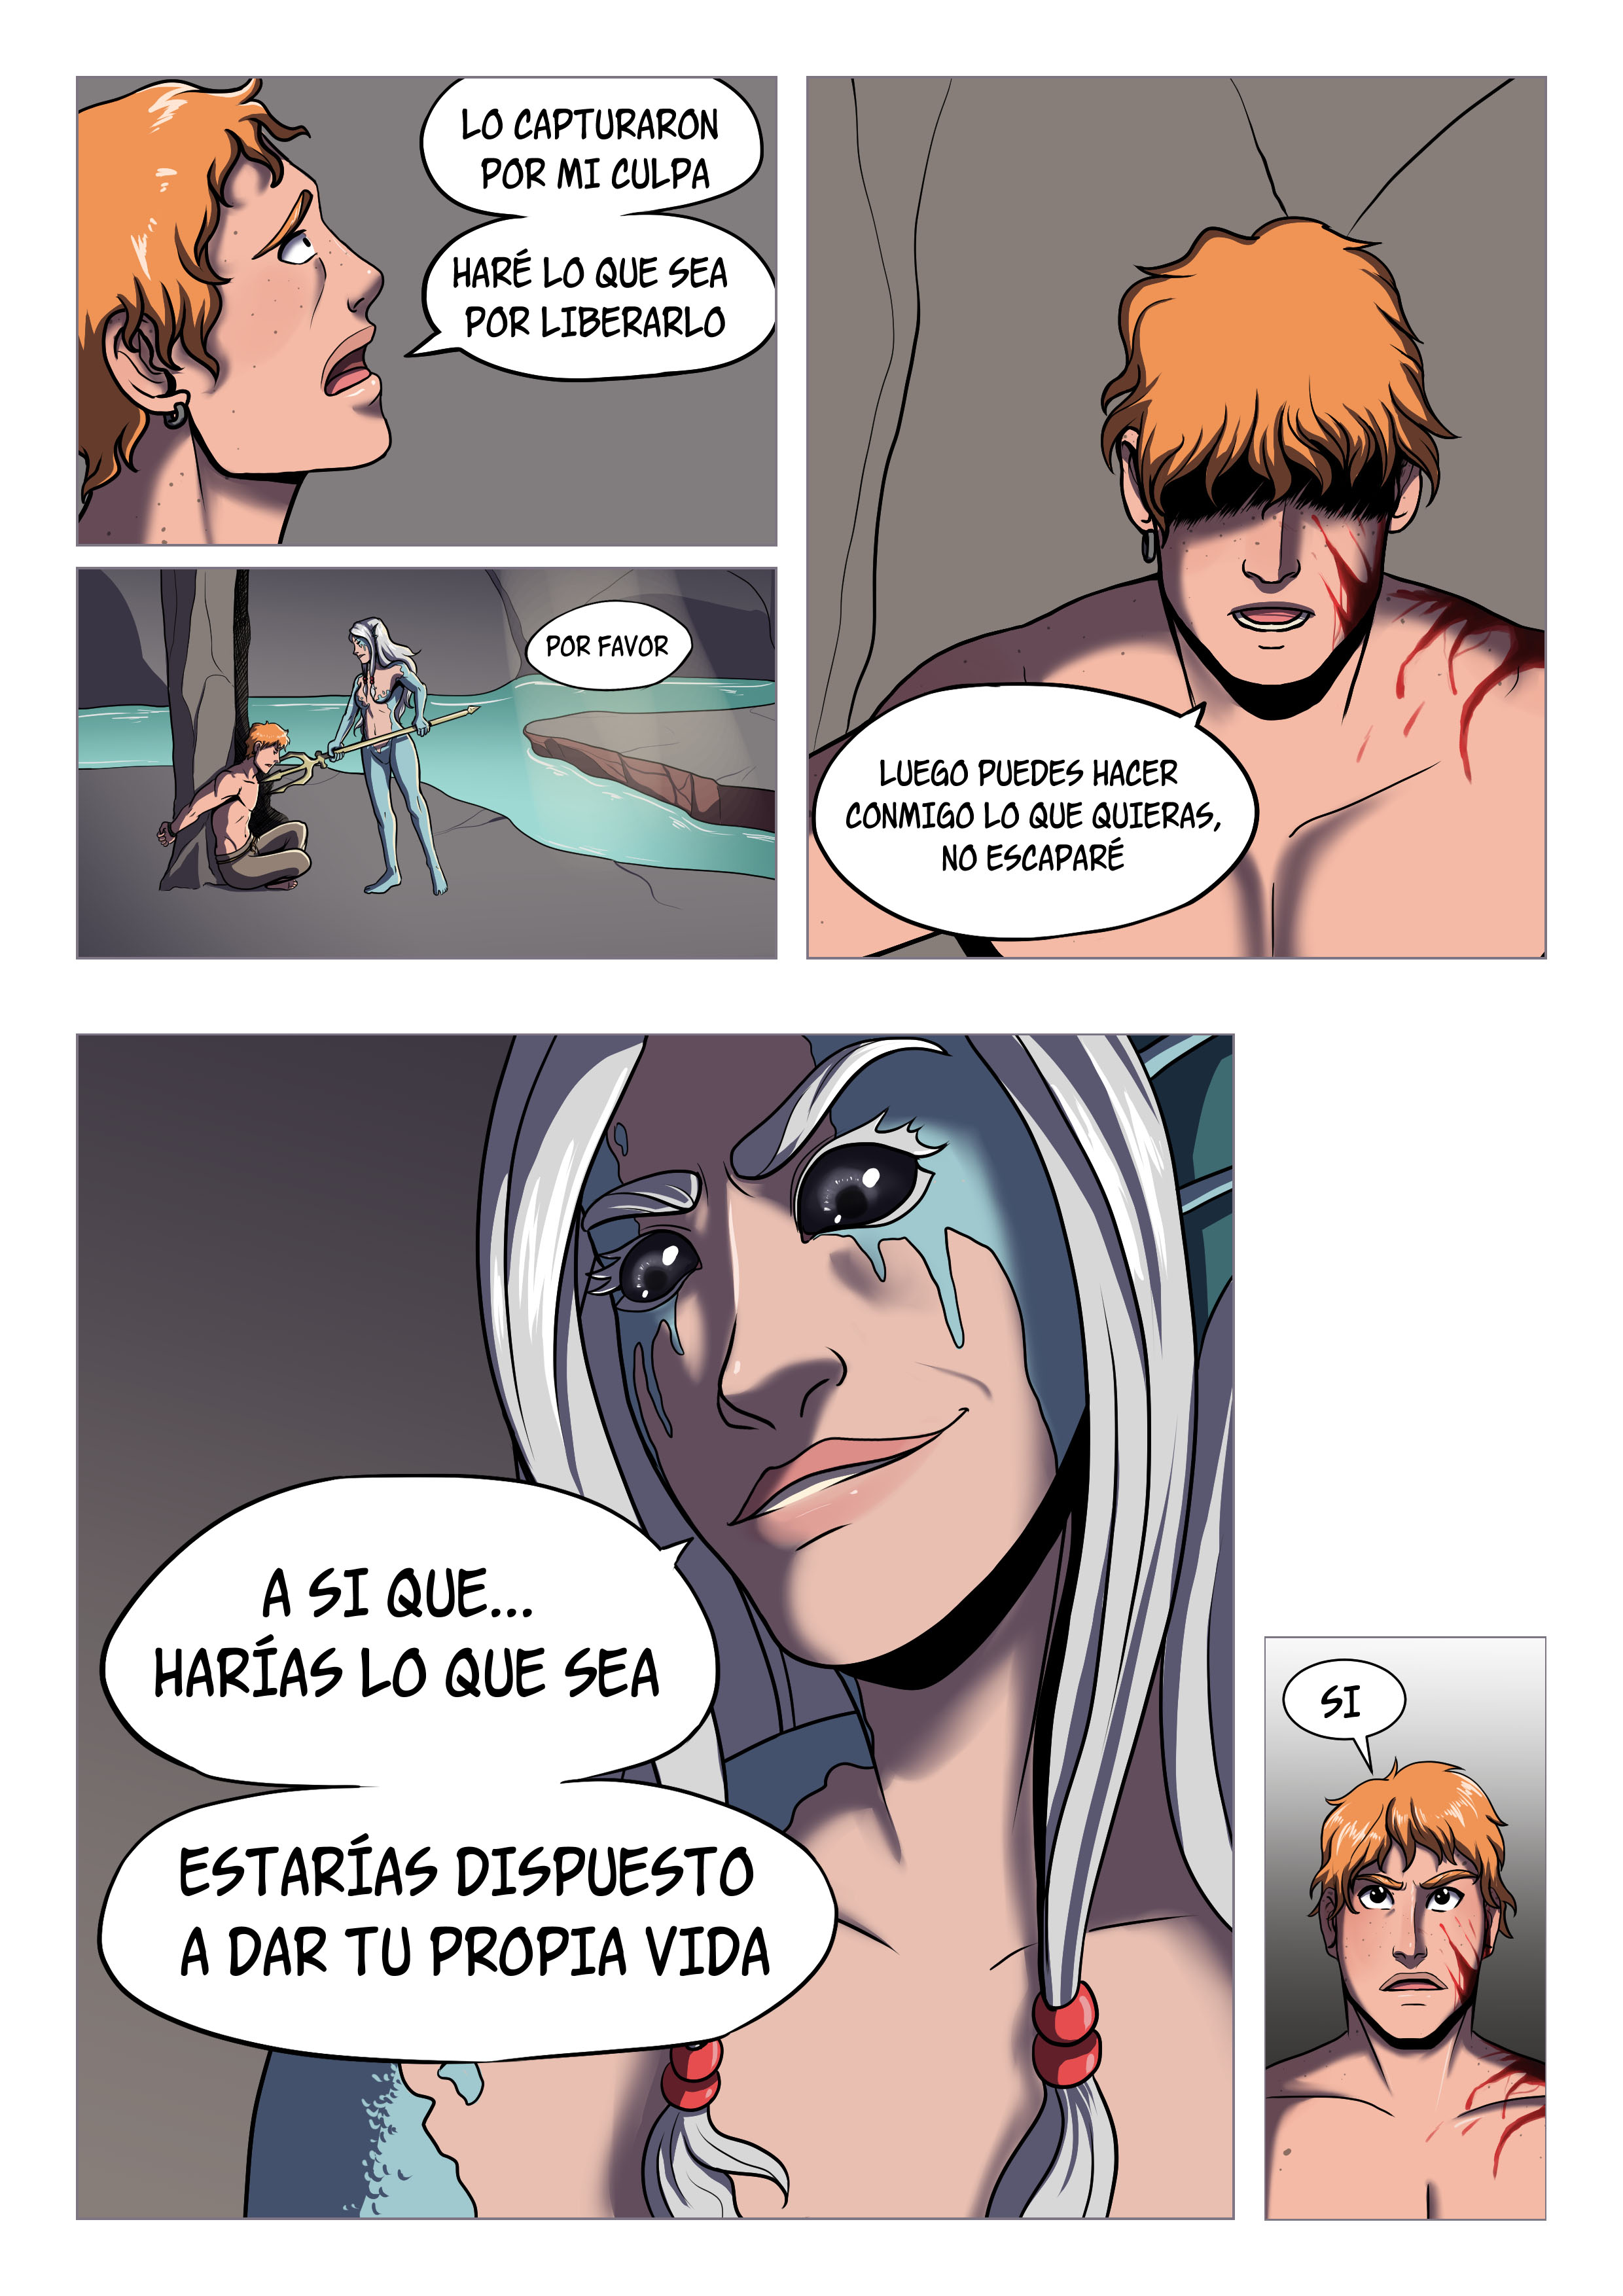 LO CAPTURARON
POR MI CULPA
HARÉ LO QUE SEA
POR LIBERARLO
POR FAVOR
LUEGO PUEDES HACER
CONMIGO LO QUE QUIERAS,
NO ESCAPARÉ
A SI QUE...
HARÍAS LO QUE SEA
ESTARÍAS DISPUESTO
A DAR TU PROPIA VIDA
SI